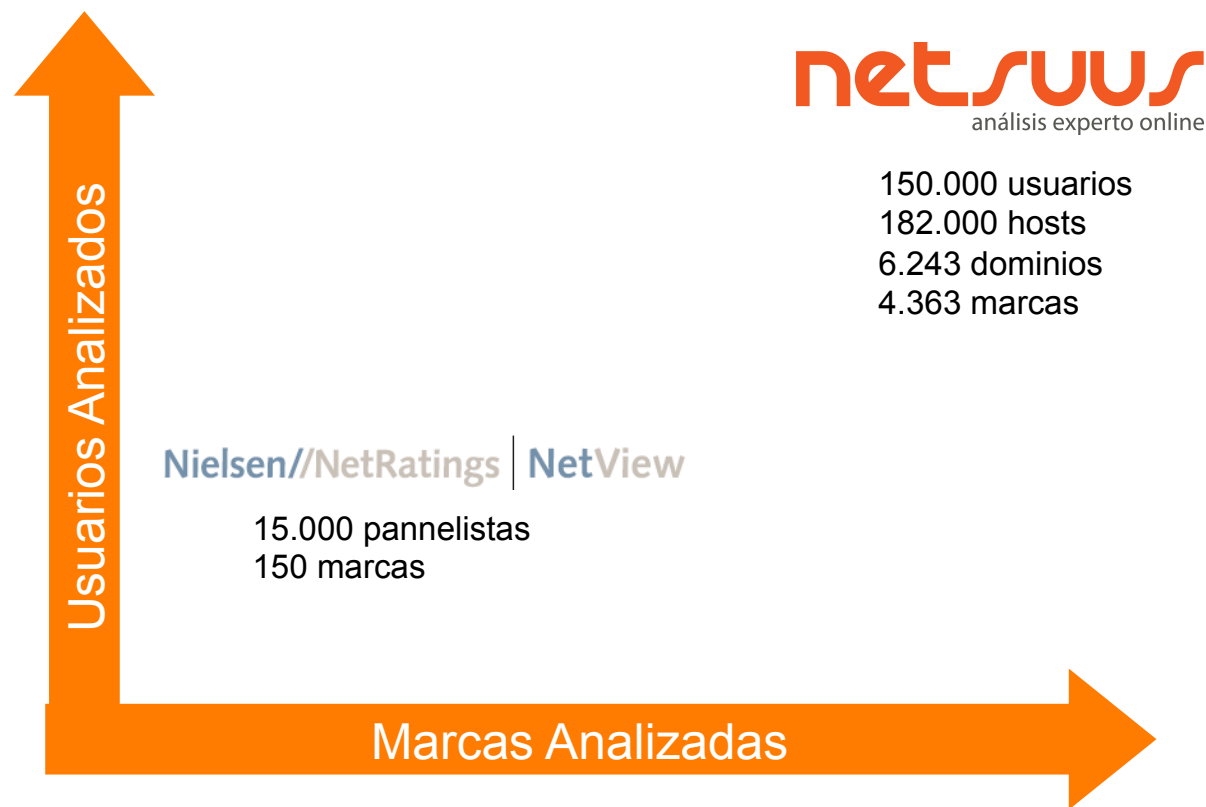 netsuus
análisis experto online
150.000 usuarios
182.000 hosts
6.243 dominios
4.363 marcas
Usuarios Analizados
Nielsen//NetRatings | NetView
15.000 pannelistas
150 marcas
Marcas Analizadas